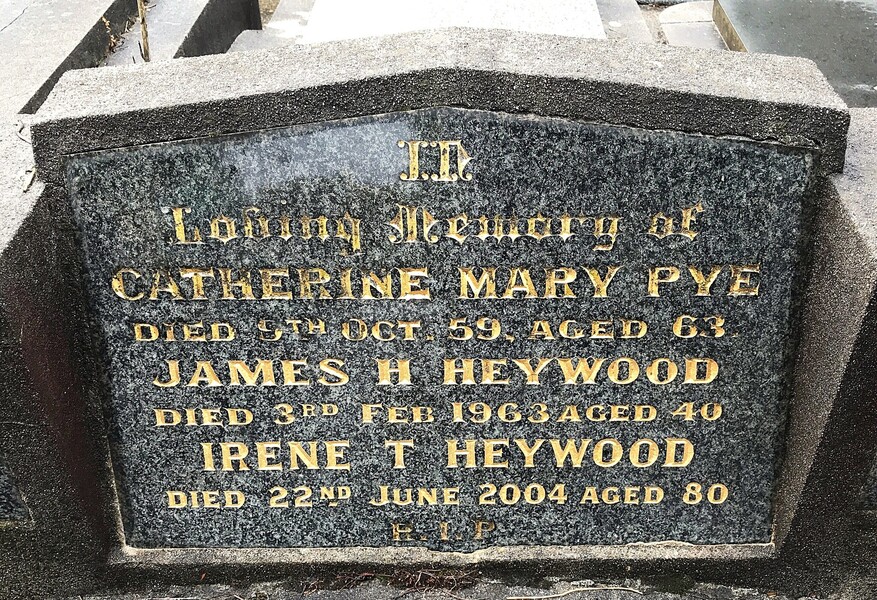 In
Loving Memory of
CATHERINE MARY PYE
DIED 9TH OCT. 59, AGED 63.
JAMES H HEYWOOD
DIED 3RD FEB 1963 AGED 40
IRENE T HEYWOOD
DIED 22ND JUNE 2004 AGED 80
R.I.P